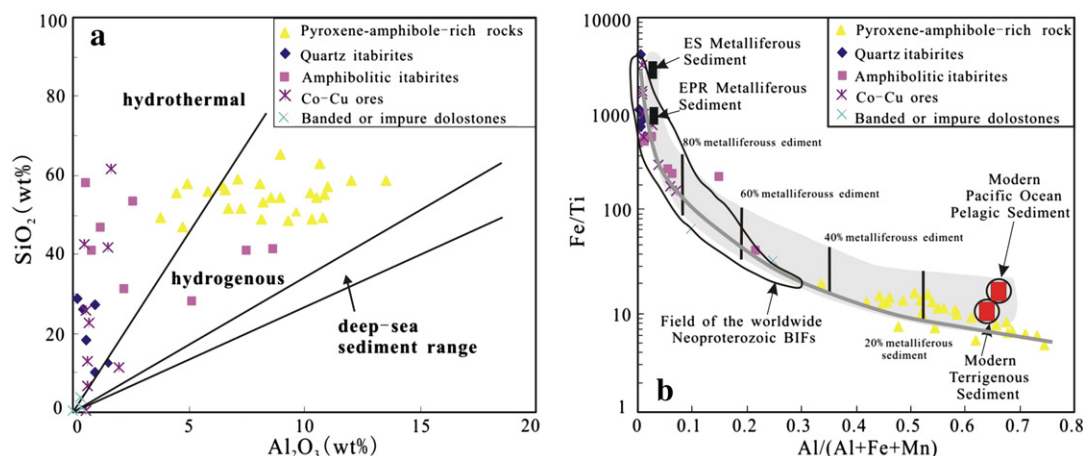 a
Pyroxene-amphibole-rich rocks
Quartz itabirites
Amphibolitic itabirites
Co-Cu ores
Banded or impure dolostones
hydrothermal
hydrogenous
deep-sea
sediment range
100
80
60
40
20
0
SiO₂ (wt%)
0
5
10
15
20
Al₂O₃ (wt%)
b
Pyroxene-amphibole-rich rock
Quartz itabirites
Amphibolitic itabirites
Co-Cu ores
Banded or impure dolostones
ES Metalliferous
Sediment
EPR Metalliferous
Sediment
80% metalliferouss ediment
60% metalliferouss ediment
40% metalliferouss ediment
20% metalliferous
sediment
Modern
Pacific Ocean
Pelagic Sediment
Field of the worldwide
Neoproterozoic BIFs
Modern
Terrigenous
Sediment
10000
1000
100
10
1
Fe/Ti
0
0.1
0.2
0.3
0.4
0.5
0.6
0.7
0.8
Al/(Al+Fe+Mn)